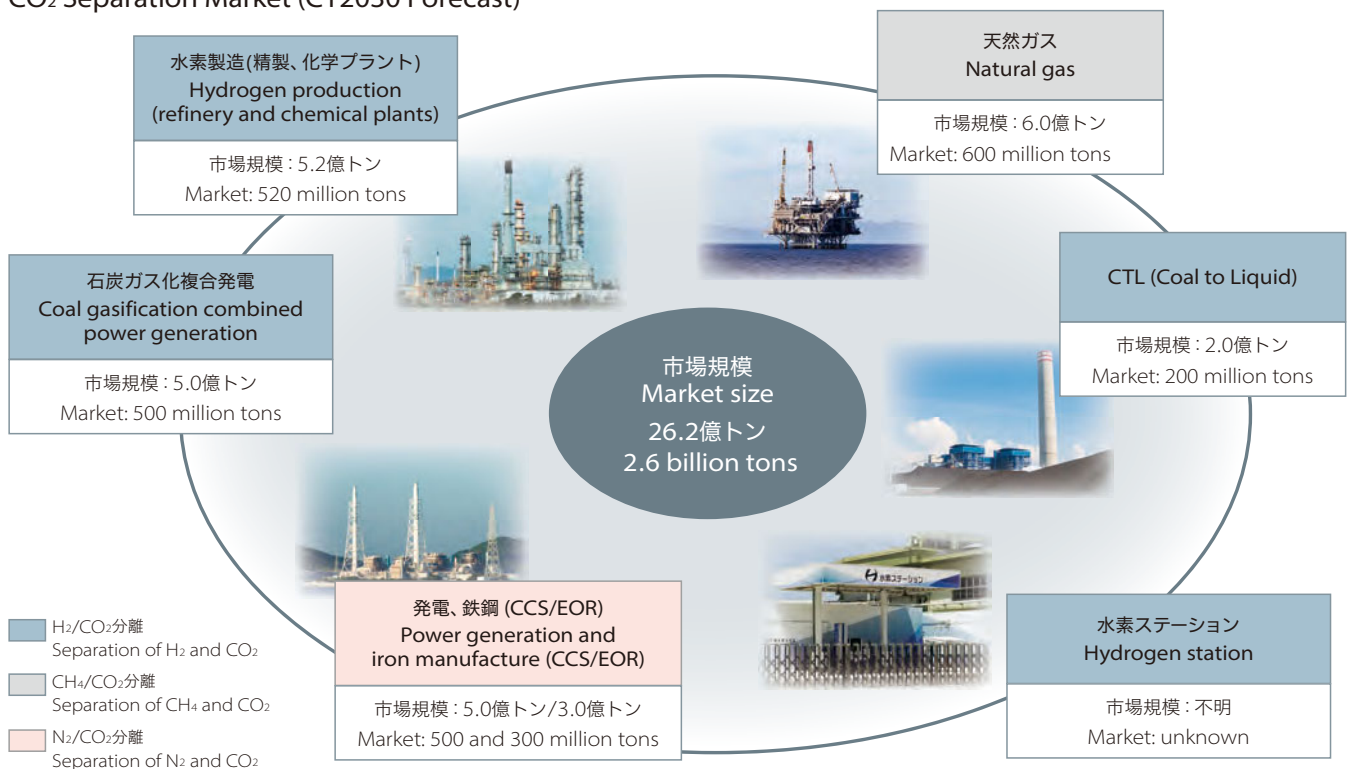 CO2 Separation Market (CY2030 Forecast)
水素製造(精製、化学プラント)
Hydrogen production
(refinery and chemical plants)
市場規模：5.2億トン
Market: 520 million tons
天然ガス
Natural gas
市場規模：6.0億トン
Market: 600 million tons
石炭ガス化複合発電
Coal gasification combined
power generation
市場規模：5.0億トン
Market: 500 million tons
CTL (Coal to Liquid)
市場規模：2.0億トン
Market: 200 million tons
市場規模
Market size
26.2億トン
2.6 billion tons
水素ステーション
発電、鉄鋼 (CCS/EOR)
Power generation and
iron manufacture (CCS/EOR)
市場規模：5.0億トン/3.0億トン
Market: 500 and 300 million tons
水素ステーション
Hydrogen station
市場規模：不明
Market: unknown
H2/CO2分離
Separation of H2 and CO2
CH4/CO2分離
Separation of CH4 and CO2
N2/CO2分離
Separation of N2 and CO2